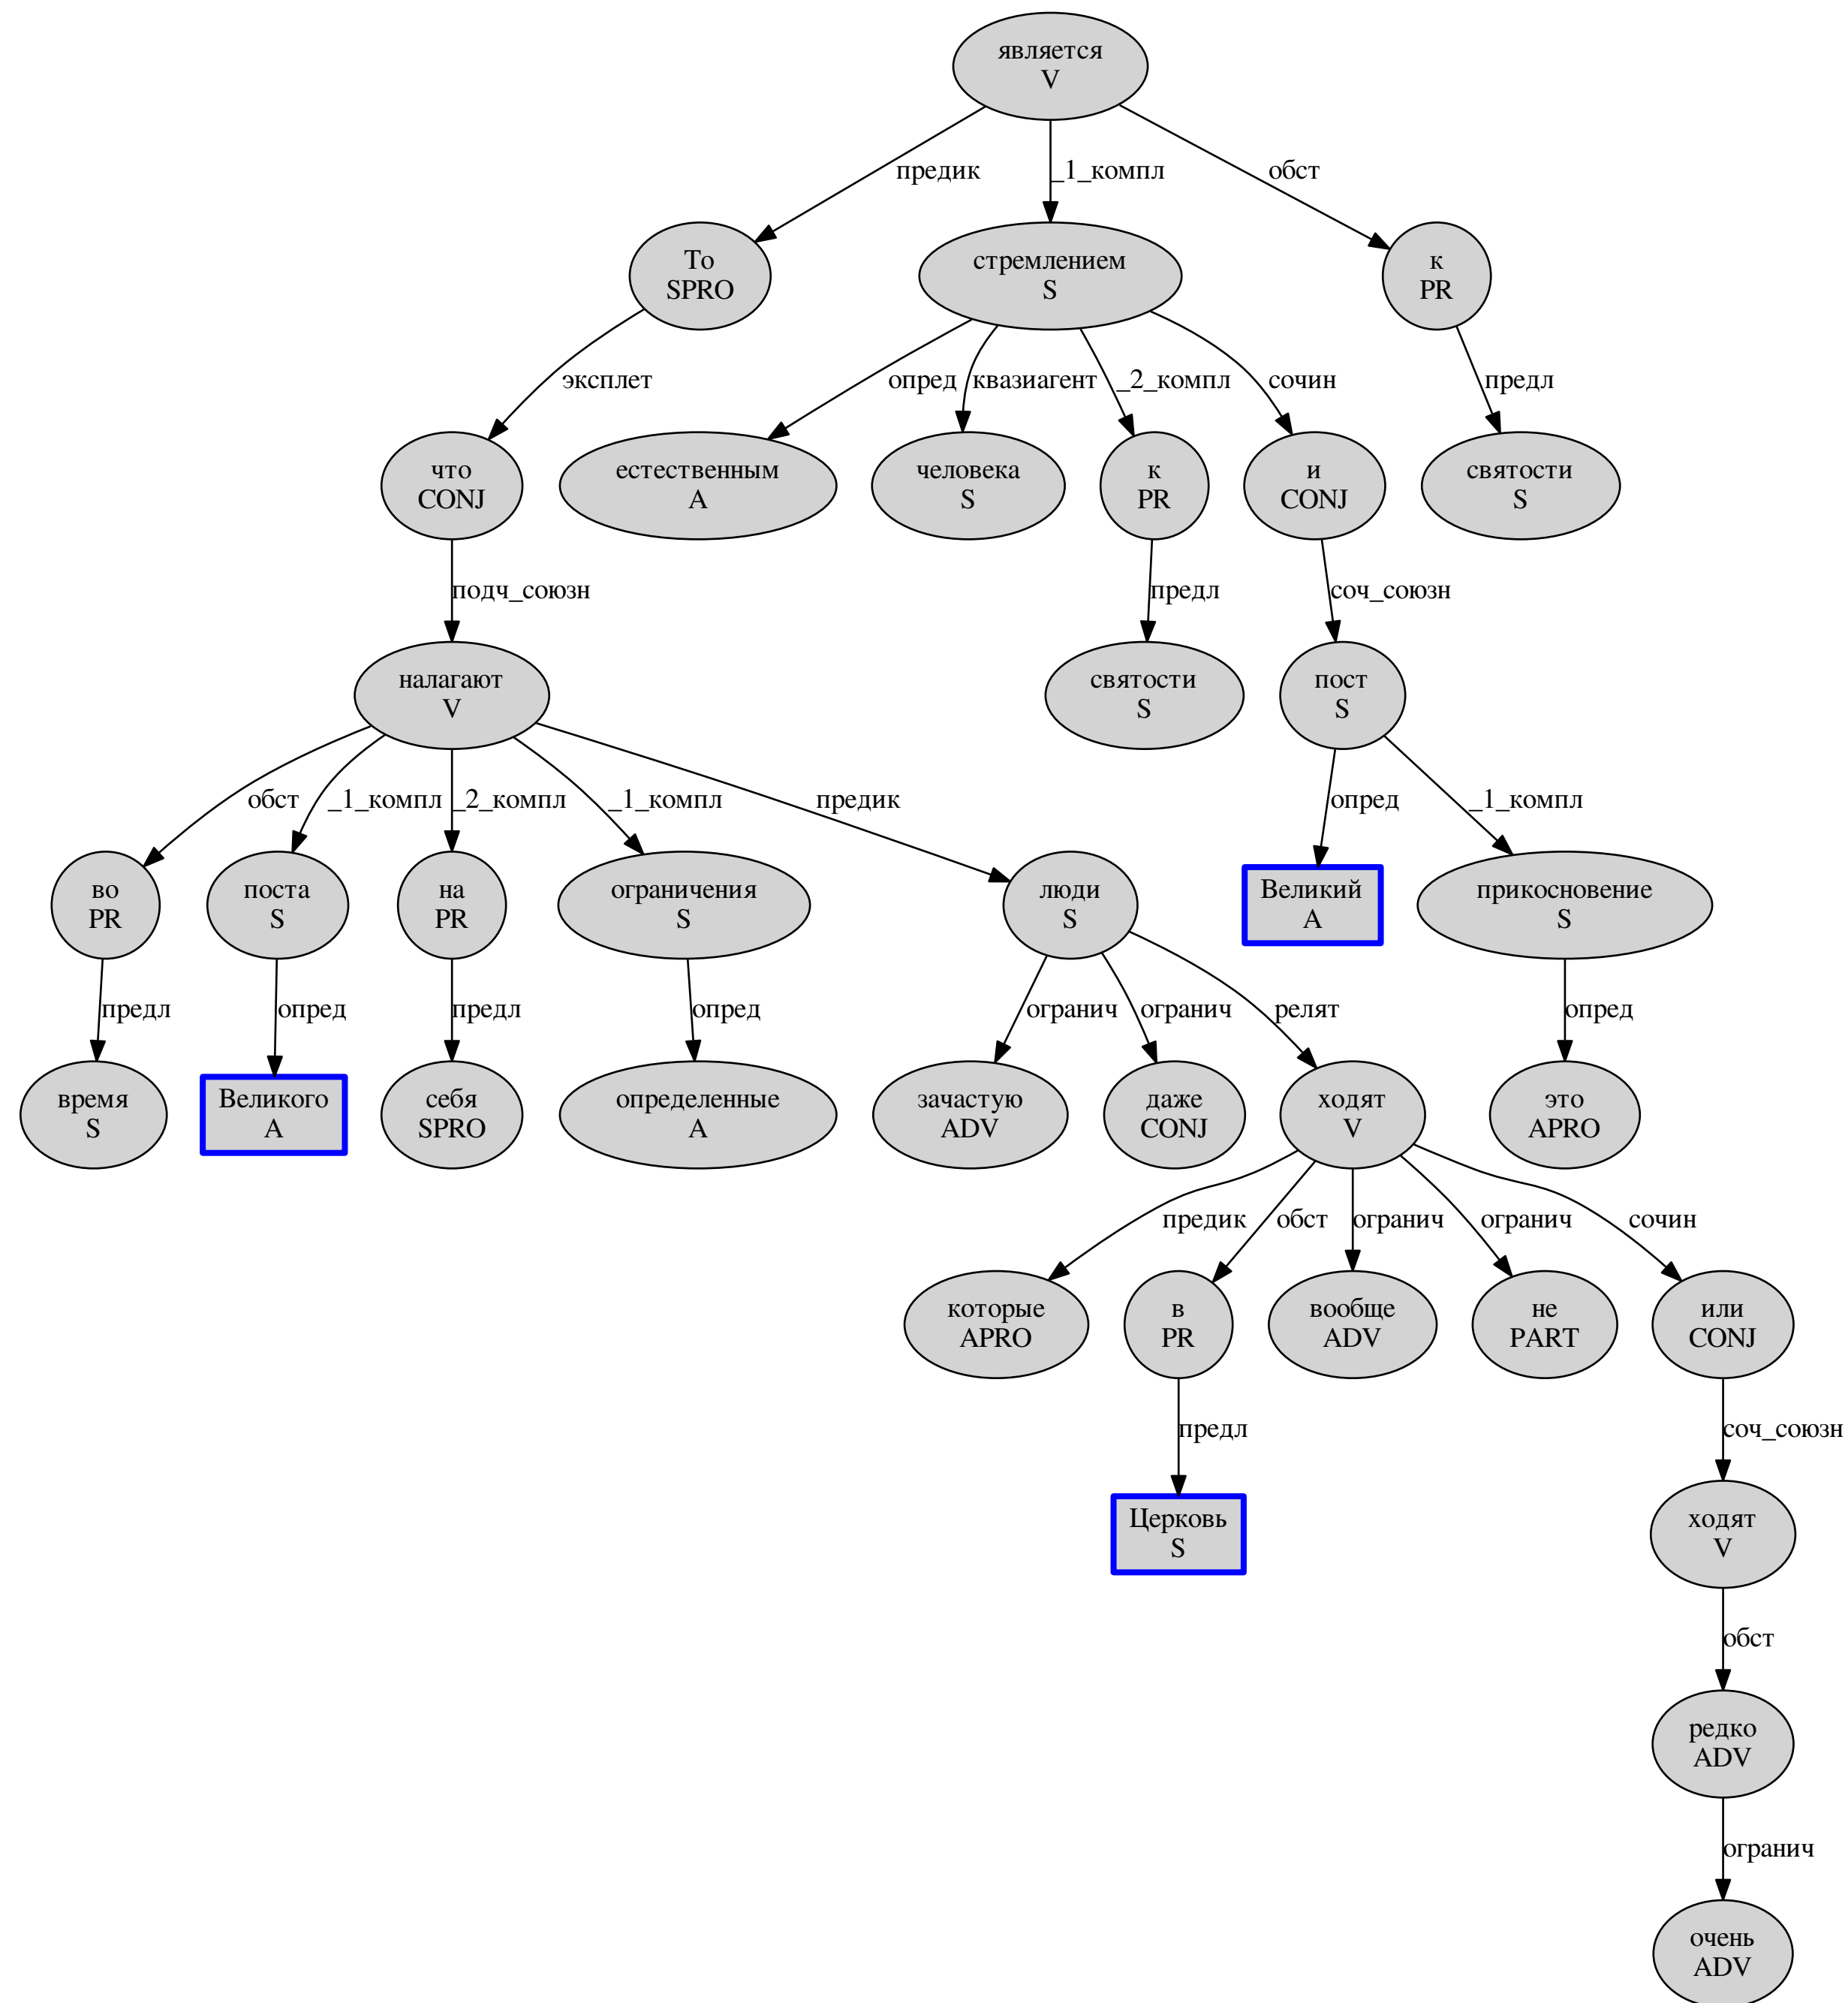 является
V
предик
_1_компл
обст
То
SPRO
стремлением
S
к
PR
эксплет
опред
квазиагент
_2_компл
сочин
предл
что
CONJ
естественным
A
человека
S
к
PR
и
CONJ
святости
S
подч_союзн
предл
соч_союзн
налагают
V
святости
S
пост
S
обст
_1_компл
_2_компл
_1_компл
предик
опред
_1_компл
во
PR
поста
S
на
PR
ограничения
S
люди
S
Великий
A
прикосновение
S
предл
опред
предл
опред
огранич
огранич
релят
опред
время
S
Великого
A
себя
SPRO
определенные
A
зачастую
ADV
даже
CONJ
ходят
V
это
APRO
предик
обст
огранич
огранич
сочин
которые
APRO
в
PR
вообще
ADV
не
PART
или
CONJ
предл
соч_союзн
Церковь
S
ходят
V
обст
редко
ADV
огранич
очень
ADV